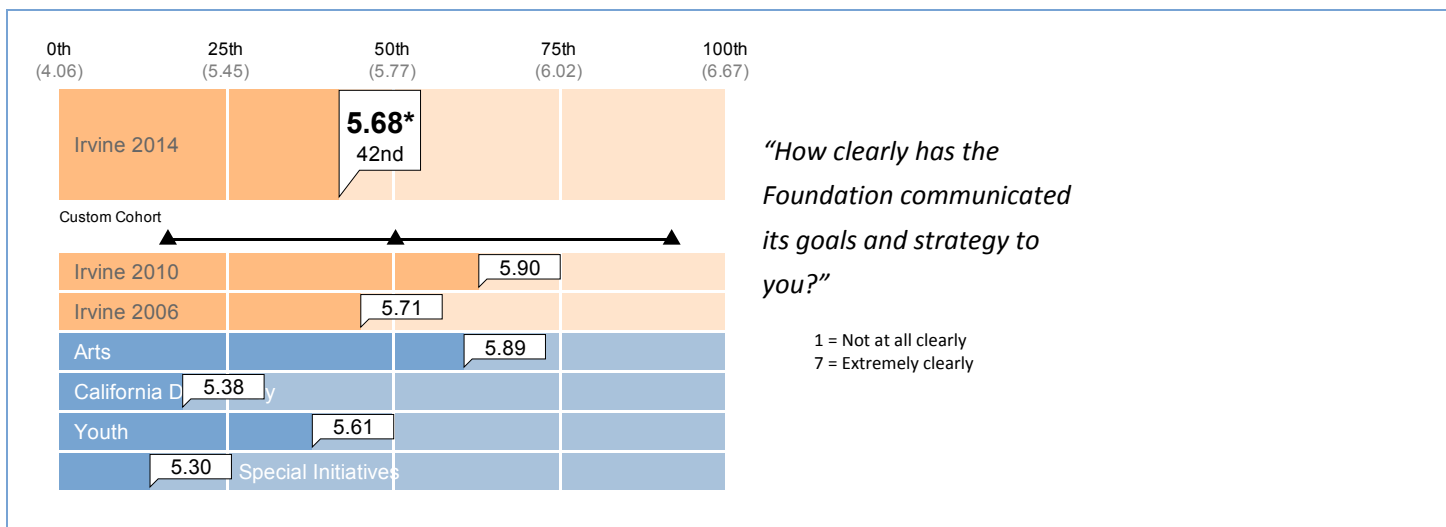 0th 25th 50th 75th 100th
(4.06) (5.45) (5.77) (6.02) (6.67)
Irvine 2014
5.68*
42nd
Custom Cohort
Irvine 2010 5.90
Irvine 2006 5.71
Arts 5.89
California D 5.38 y
Youth 5.61
5.30 Special Initiatives
“How clearly has the
Foundation communicated
its goals and strategy to
you?”
1 = Not at all clearly
7 = Extremely clearly